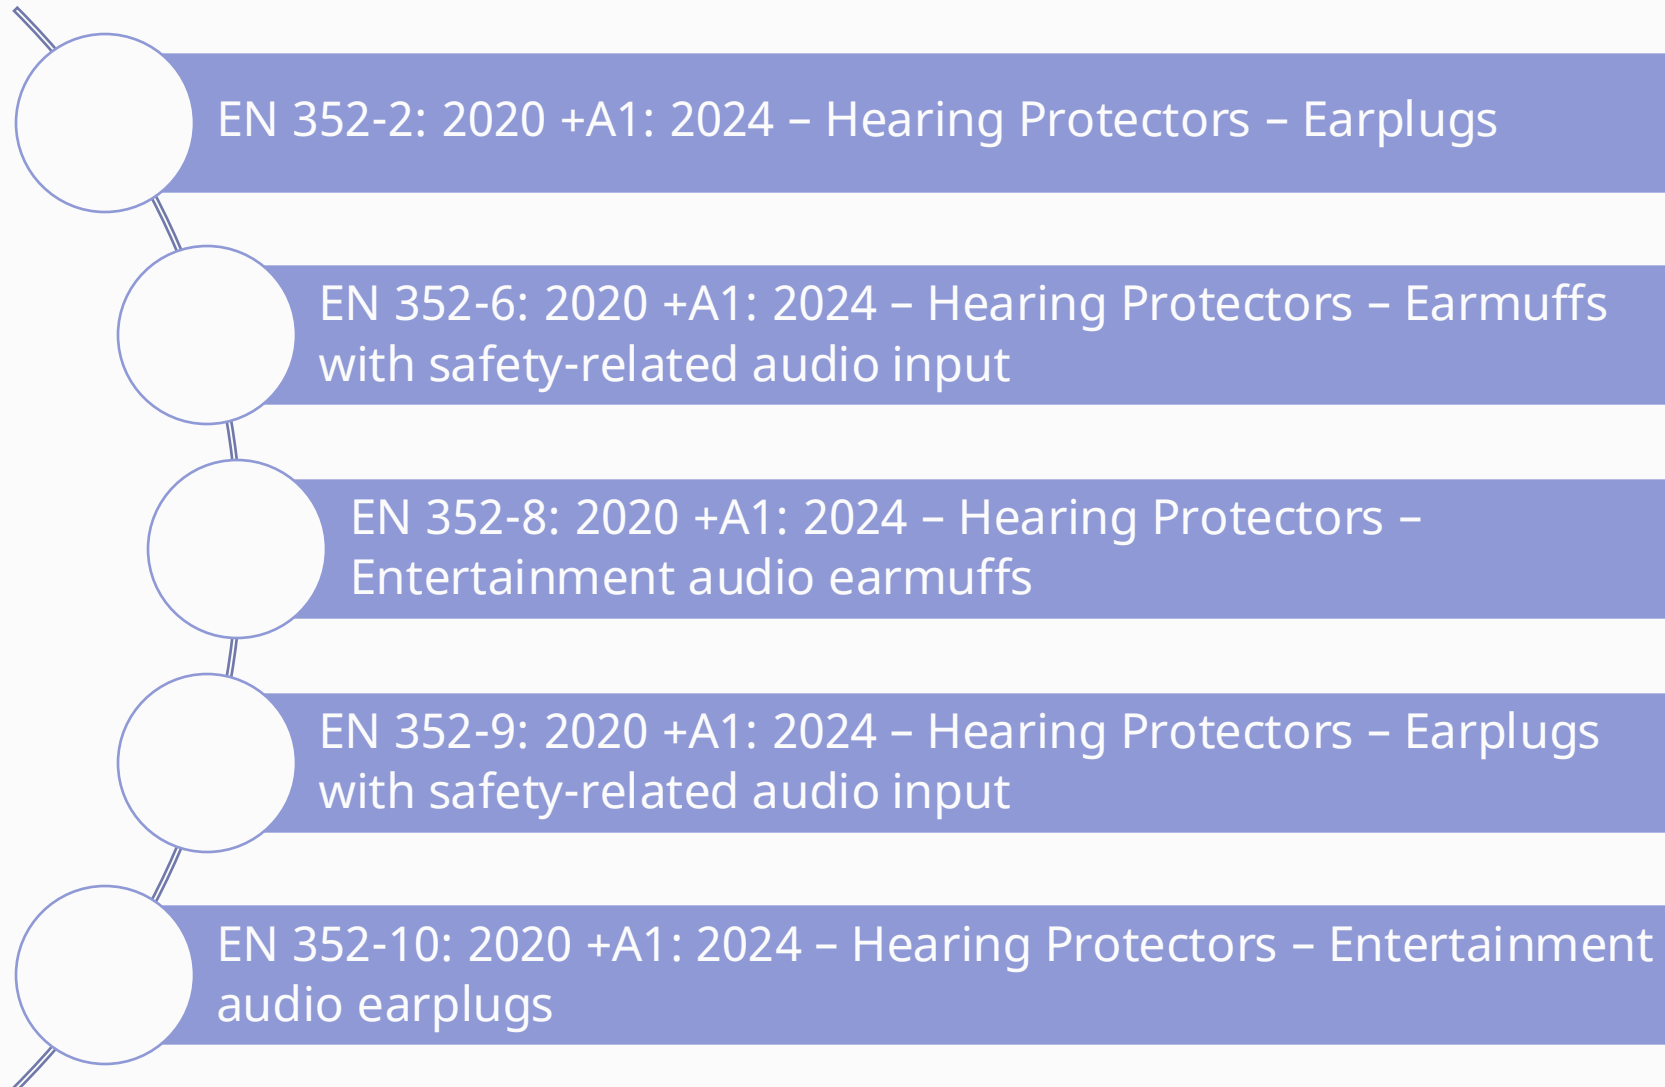 EN 352-2: 2020 +A1: 2024 – Hearing Protectors – Earplugs
EN 352-6: 2020 +A1: 2024 – Hearing Protectors – Earmuffs
with safety-related audio input
EN 352-8: 2020 +A1: 2024 – Hearing Protectors –
Entertainment audio earmuffs
EN 352-9: 2020 +A1: 2024 – Hearing Protectors – Earplugs
with safety-related audio input
EN 352-10: 2020 +A1: 2024 – Hearing Protectors – Entertainment
audio earplugs